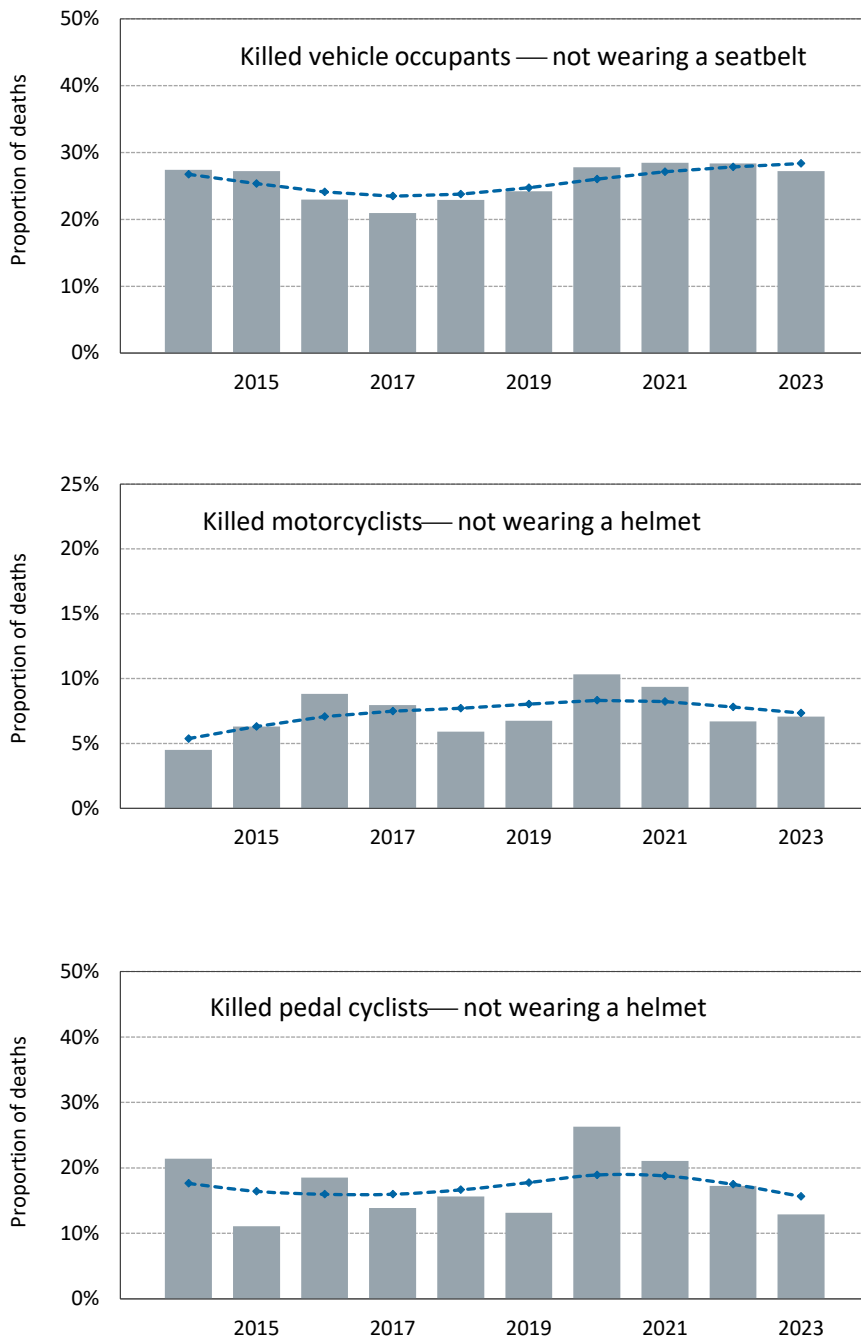 Killed vehicle occupants — not wearing a seatbelt
Proportion of deaths
50%
40%
30%
20%
10%
0%
2015 2017 2019 2021 2023
Killed motorcyclists— not wearing a helmet
Proportion of deaths
25%
20%
15%
10%
5%
0%
2015 2017 2019 2021 2023
Killed pedal cyclists— not wearing a helmet
Proportion of deaths
50%
40%
30%
20%
10%
0%
2015 2017 2019 2021 2023